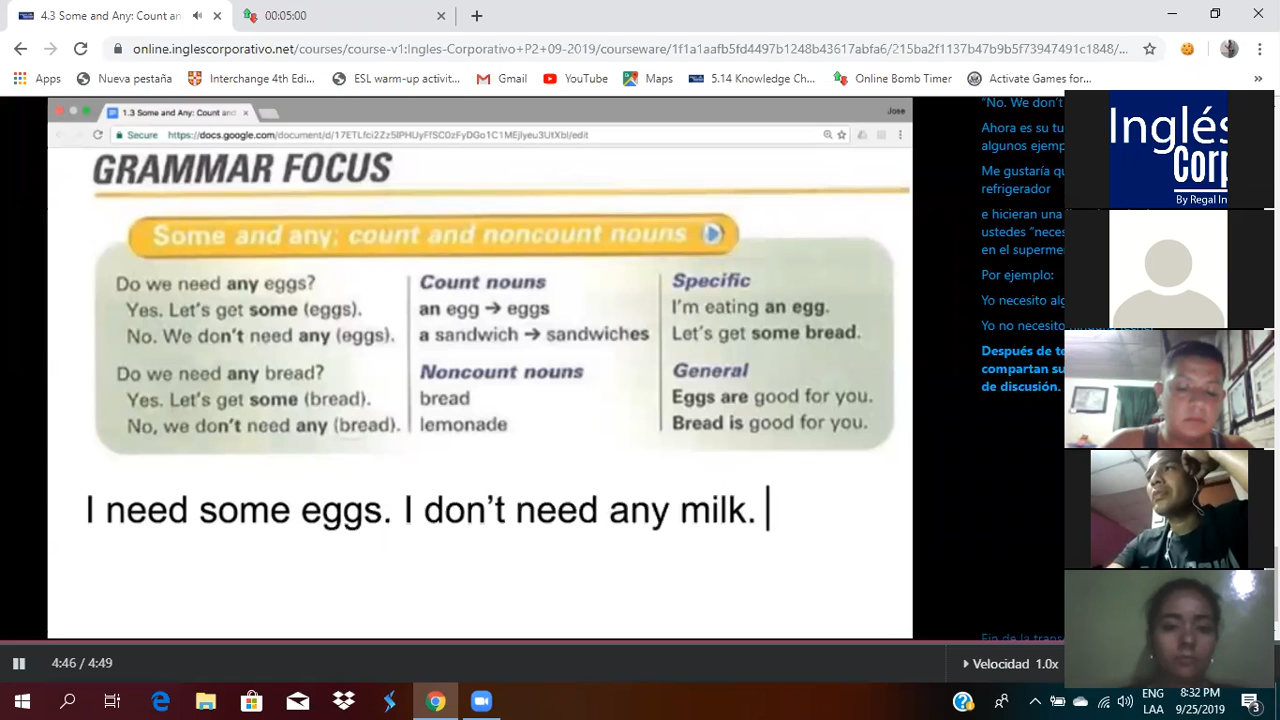 4.3 Some and Any: Count an
00:05:00
online.inglescorporativo.net/courses/course-v1:Ingles-Corporativo+P2+09-2019/courseware/1f1a1aafb5fd4497b1248b43617abfa6/215ba2f1137b47b9b5f73947491c1848/...
Apps
Nueva pestaña
Interchange 4th Edi...
ESL warm-up activit...
Gmail
YouTube
Maps
5.14 Knowledge Ch...
Online Bomb Timer
Activate Games for...
»
1.3 Some and Any: Count and
Jose
Secure
https://docs.google.com/document/d/17ETLfci2Zz5lPHUyFfSC0zFyDGo1C1MEjlyeu3UtXbI/edit
GRAMMAR FOCUS
Some and any; count and noncount nouns
Do we need any eggs?
Yes. Let's get some (eggs).
No. We don't need any (eggs).
Do we need any bread?
Yes. Let's get some (bread).
No, we don't need any (bread).
Count nouns
an egg → eggs
a sandwich → sandwiches
Noncount nouns
bread
lemonade
Specific
I'm eating an egg.
Let's get some bread.
General
Eggs are good for you.
Bread is good for you.
I need some eggs. I don't need any milk.
"No. We don't
Ahora es su tu
algunos ejemp
Me gustaría qu
refrigerador
e hicieran una
ustedes "neces
en el superme
Por ejemplo:
Yo necesito alg
Yo no necesito
Después de te
compartan su
de discusión.
Fin de la trans
Inglés
Corp
By Regal In
4:46 / 4:49
Velocidad 1.0x
ENG
LAA
8:32 PM
9/25/2019
3